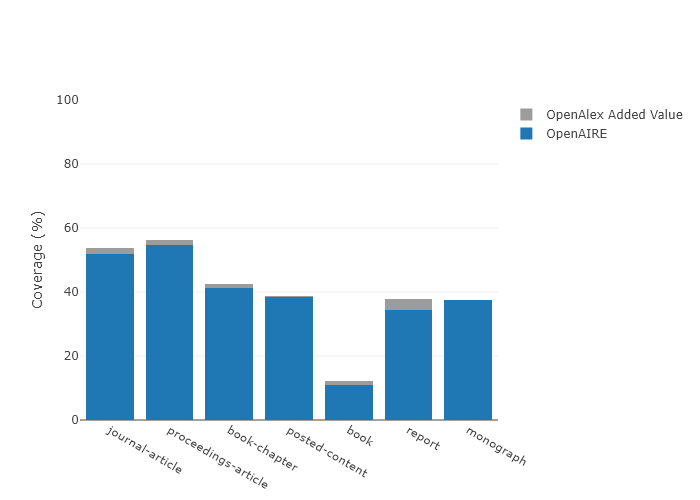 100
80
60
40
20
0
Coverage (%)
journal-article
proceedings-article
book-chapter
posted-content
book
report
monograph
OpenAlex Added Value
OpenAIRE